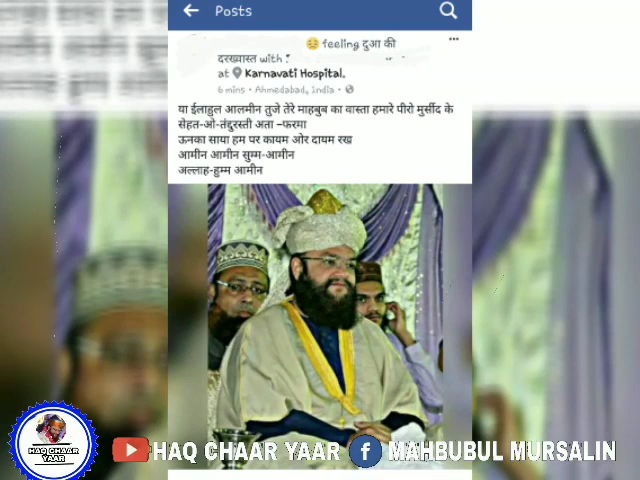 Posts
feeling दुआ की
दरख्वास्त with
at Karnavati Hospital.
6 mins • Ahmedabad, India •
या ईलाहुल आलमीन तुजे तेरे माहबुब का वास्ता हमारे पीरो मुर्सीद के
सेहत-ओ-तंदुरस्ती अता –फरमा
ऊनका साया हम पर कायम ओर दायम रख
आमीन आमीन सुम्म-आमीन
अल्लाह-हुम्म आमीन
HAQ CHAAR
YAAR
HAQ CHAAR YAAR f MAHBUBUL MURSALIN